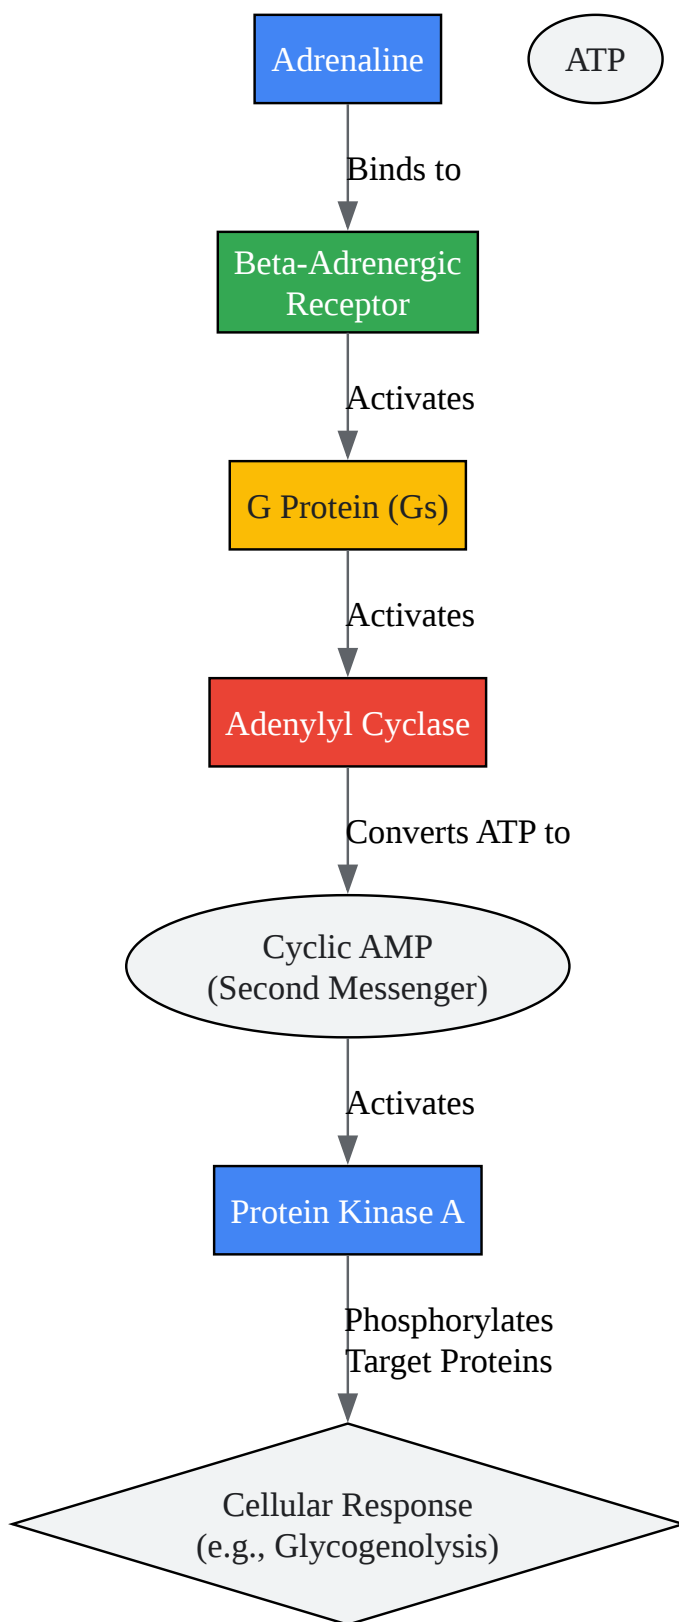 Adrenaline
ATP
Binds to
Beta-Adrenergic
Receptor
Activates
G Protein (Gs)
Activates
Adenylyl Cyclase
Converts ATP to
Cyclic AMP
(Second Messenger)
Activates
Protein Kinase A
Phosphorylates
Target Proteins
Cellular Response
(e.g., Glycogenolysis)